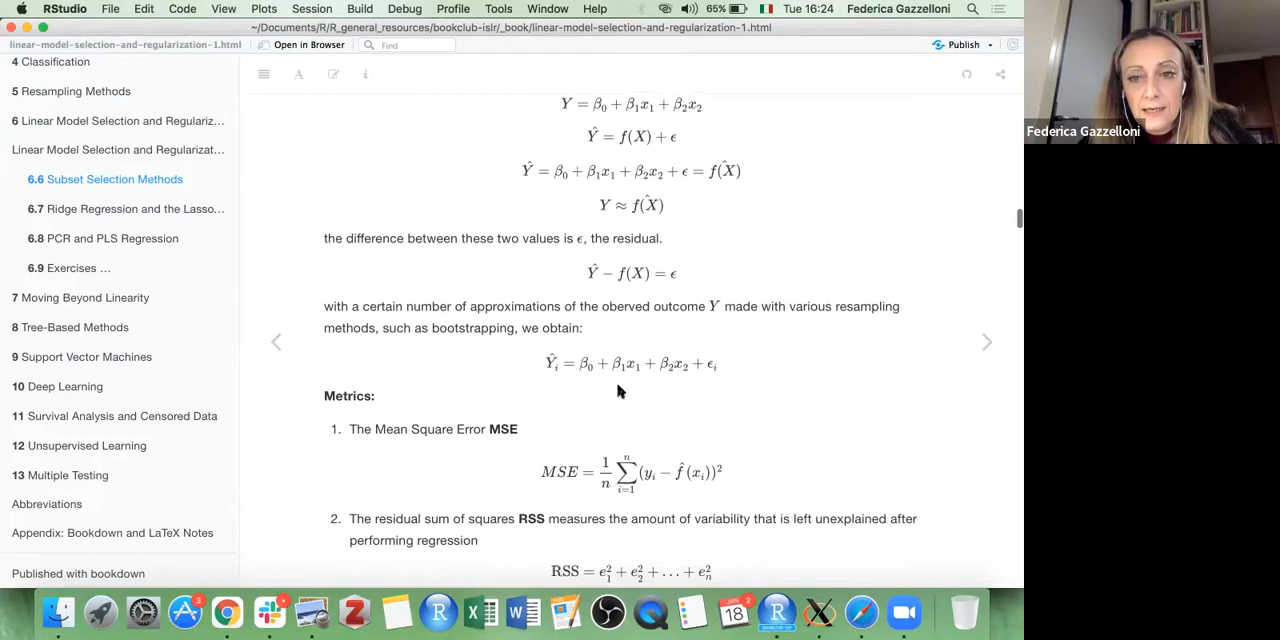 RStudio File Edit Code View Plots Session Build Debug Profile Tools Window Help 65% Tue 16:24 Federica Gazzelloni
~/Documents/R/R_general_resources/bookclub-islr/_book/linear-model-selection-and-regularization-1.html
linear-model-selection-and-regularization-1.html Open in Browser Find Publish
4 Classification
5 Resampling Methods
6 Linear Model Selection and Regulariz...
Linear Model Selection and Regularizat...
6.6 Subset Selection Methods
6.7 Ridge Regression and the Lasso...
6.8 PCR and PLS Regression
6.9 Exercises ...
7 Moving Beyond Linearity
8 Tree-Based Methods
9 Support Vector Machines
10 Deep Learning
11 Survival Analysis and Censored Data
12 Unsupervised Learning
13 Multiple Testing
Abbreviations
Appendix: Bookdown and LaTeX Notes
Published with bookdown
A i
Y = β₀ + β₁x₁ + β₂x₂
Ŷ = f(X) + ϵ
Ŷ = β₀ + β₁x₁ + β₂x₂ + ϵ = f(X̂)
Y ≈ f(X̂)
the difference between these two values is ϵ, the residual.
Ŷ − f(X) = ϵ
with a certain number of approximations of the oberved outcome Y made with various resampling
methods, such as bootstrapping, we obtain:
Ŷᵢ = β₀ + β₁x₁ + β₂x₂ + ϵᵢ
Metrics:
1. The Mean Square Error MSE
MSE = 1/n ∑ᵢ₌₁ⁿ (yᵢ − f̂(xᵢ))²
2. The residual sum of squares RSS measures the amount of variability that is left unexplained after
performing regression
RSS = e₁² + e₂² + … + eₙ²
Federica Gazzelloni
3
Z
R
X
W
JAN
18
2
R
X